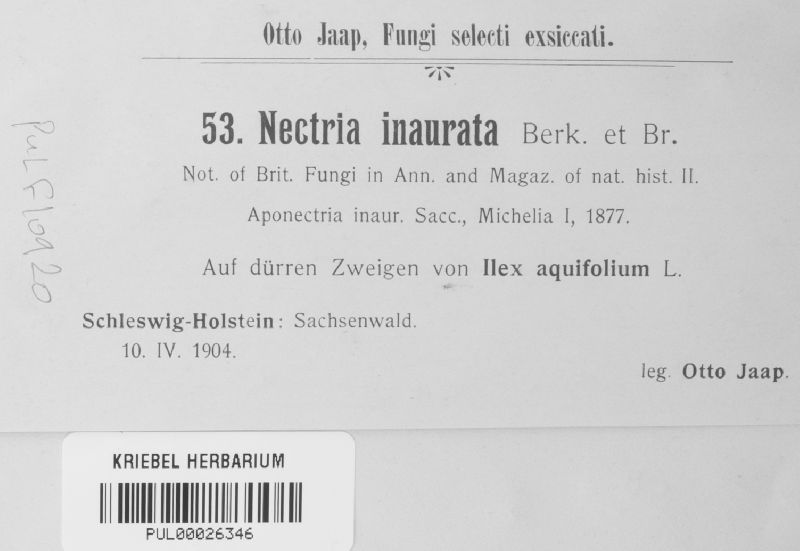 Otto Jaap, Fungi selecti exsiccati.
53. Nectria inaurata Berk. et Br.
Not. of Brit. Fungi in Ann. and Magaz. of nat. hist. II.
Aponectria inaur. Sacc., Michelia I, 1877.
Auf dürren Zweigen von Ilex aquifolium L.
Schleswig-Holstein: Sachsenwald.
10. IV. 1904.
leg. Otto Jaap.
PUL F10920
KRIEBEL HERBARIUM
PUL00026346